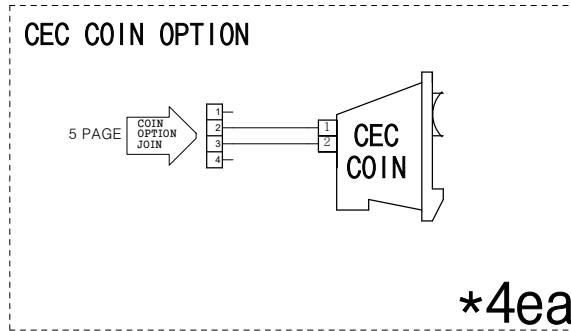 CEC COIN OPTION
5 PAGE
COIN
OPTION
JOIN
1
2
3
4
1
2
CEC
COIN
*4ea